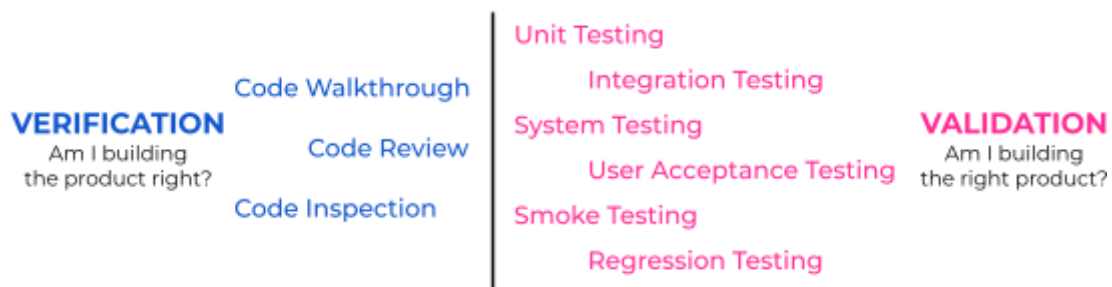 VERIFICATION
Am I building
the product right?
Code Walkthrough
Code Review
Code Inspection
Unit Testing
Integration Testing
System Testing
User Acceptance Testing
Smoke Testing
Regression Testing
VALIDATION
Am I building
the right product?